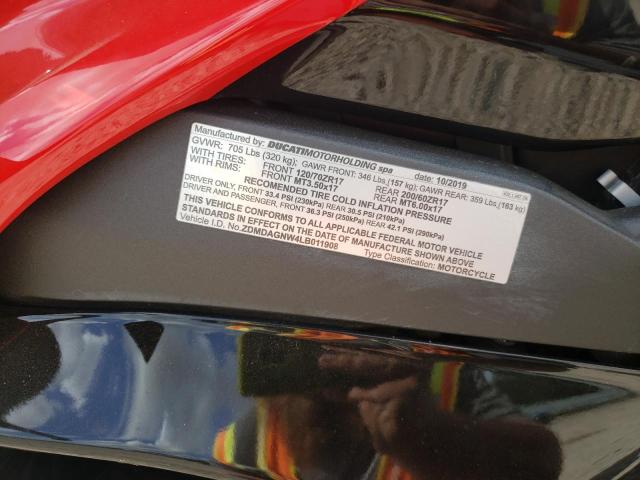 Manufactured by: DUCATIMOTORHOLDING spa date: 10/2019
GVWR: 705 Lbs (320 kg); GAWR FRONT: 346 Lbs (157 kg); GAWR REAR: 359 Lbs (163 kg)
WITH TIRES: FRONT 120/70ZR17 REAR 200/60ZR17
WITH RIMS: FRONT MT3.50x17 REAR MT6.00x17
RECOMENDED TIRE COLD INFLATION PRESSURE
DRIVER ONLY, FRONT 33.4 PSI (230kPa) REAR 30.5 PSI (210kPa)
DRIVER AND PASSENGER, FRONT 36.3 PSI (250kPa) REAR 42.1 PSI (290kPa)
THIS VEHICLE CONFORMS TO ALL APPLICABLE FEDERAL MOTOR VEHICLE
STANDARDS IN EFFECT ON THE DATE OF MANUFACTURE SHOWN ABOVE
Vehicle I.D. No. ZDMDAGNW4LB011908 Type Classification: MOTORCYCLE